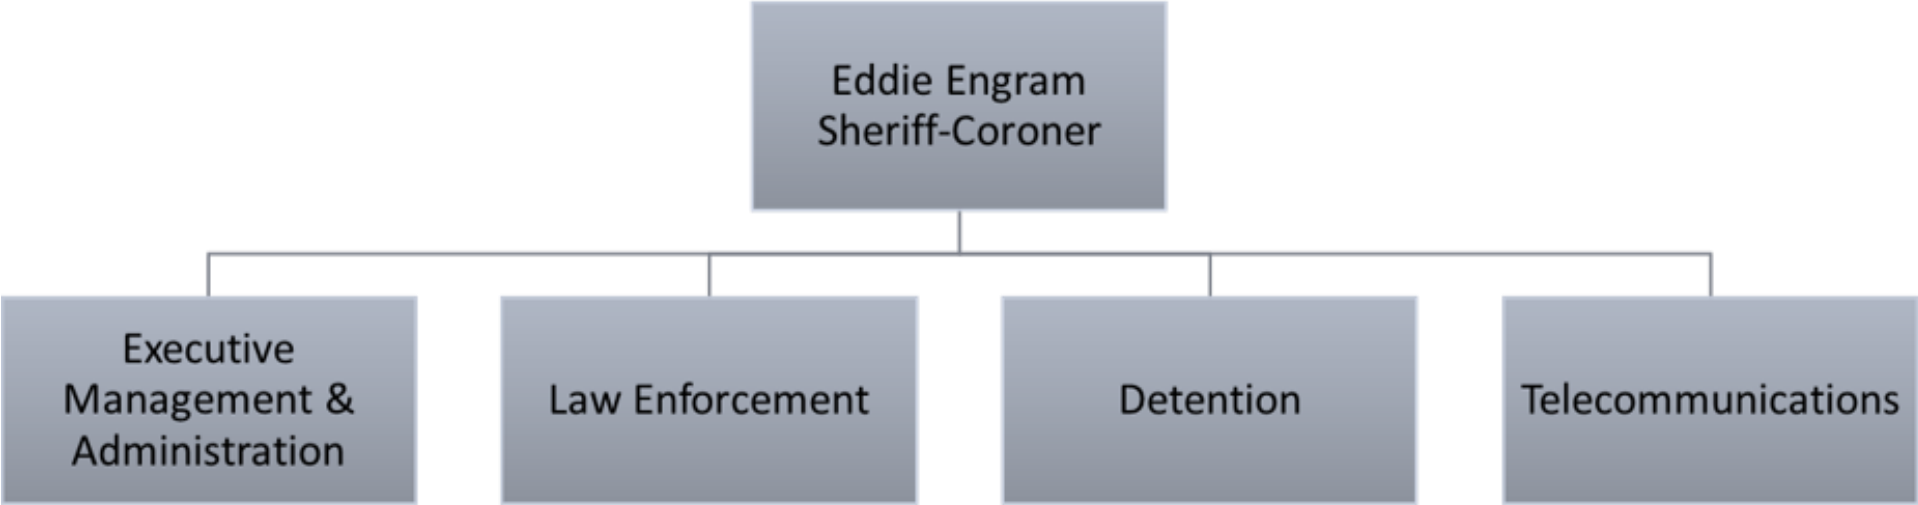 Eddie Engram
Sheriff-Coroner
Executive
Management &
Administration
Law Enforcement
Detention
Telecommunications